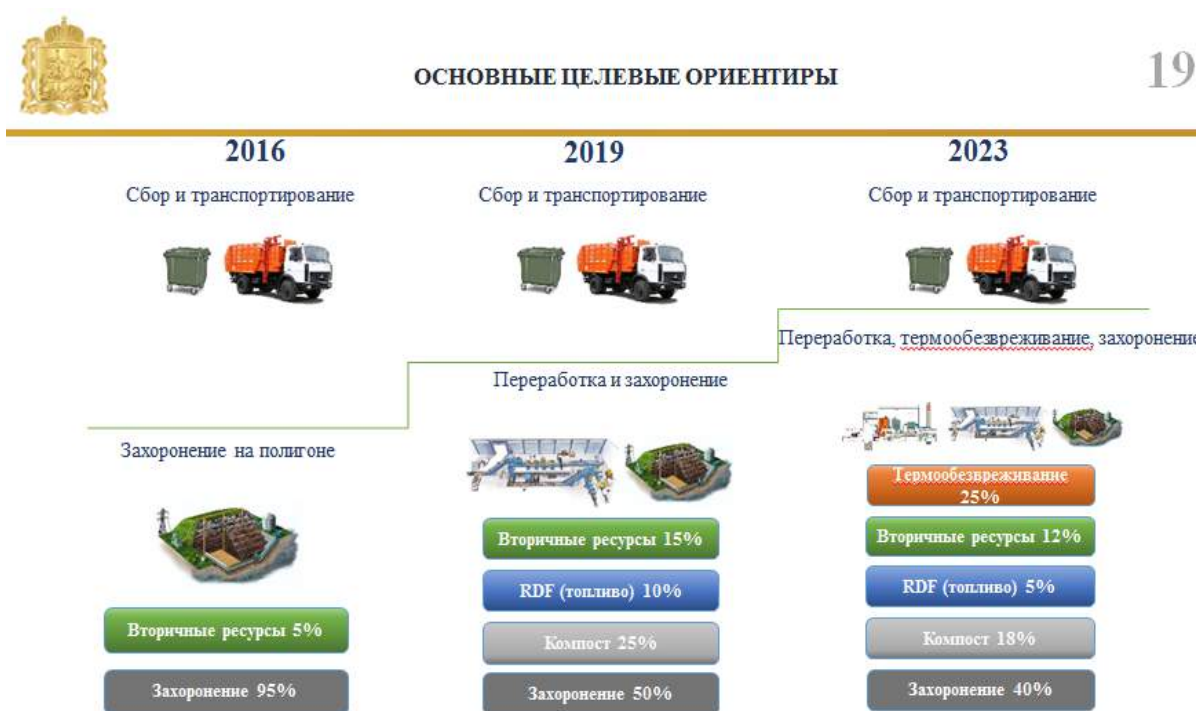 ОСНОВНЫЕ ЦЕЛЕВЫЕ ОРИЕНТИРЫ
19
2016
Сбор и транспортирование
Захоронение на полигоне
Вторичные ресурсы 5%
Захоронение 95%
2019
Сбор и транспортирование
Переработка и захоронение
Вторичные ресурсы 15%
RDF (топливо) 10%
Компост 25%
Захоронение 50%
2023
Сбор и транспортирование
Переработка, термообезвреживание, захоронение
Термообезвреживание
25%
Вторичные ресурсы 12%
RDF (топливо) 5%
Компост 18%
Захоронение 40%